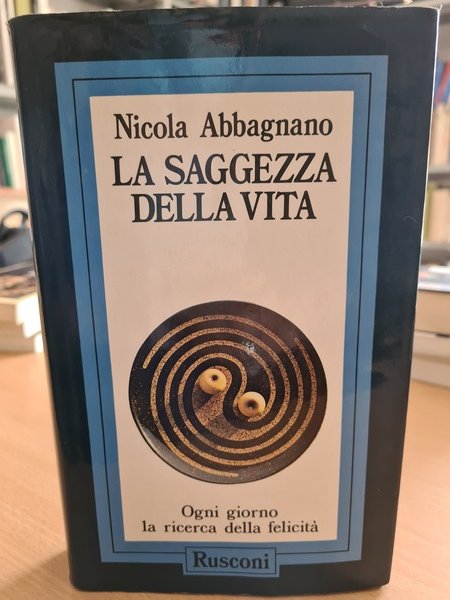 Nicola Abbagnano
LA SAGGEZZA
DELLA VITA
Ogni giorno
la ricerca della felicità
Rusconi